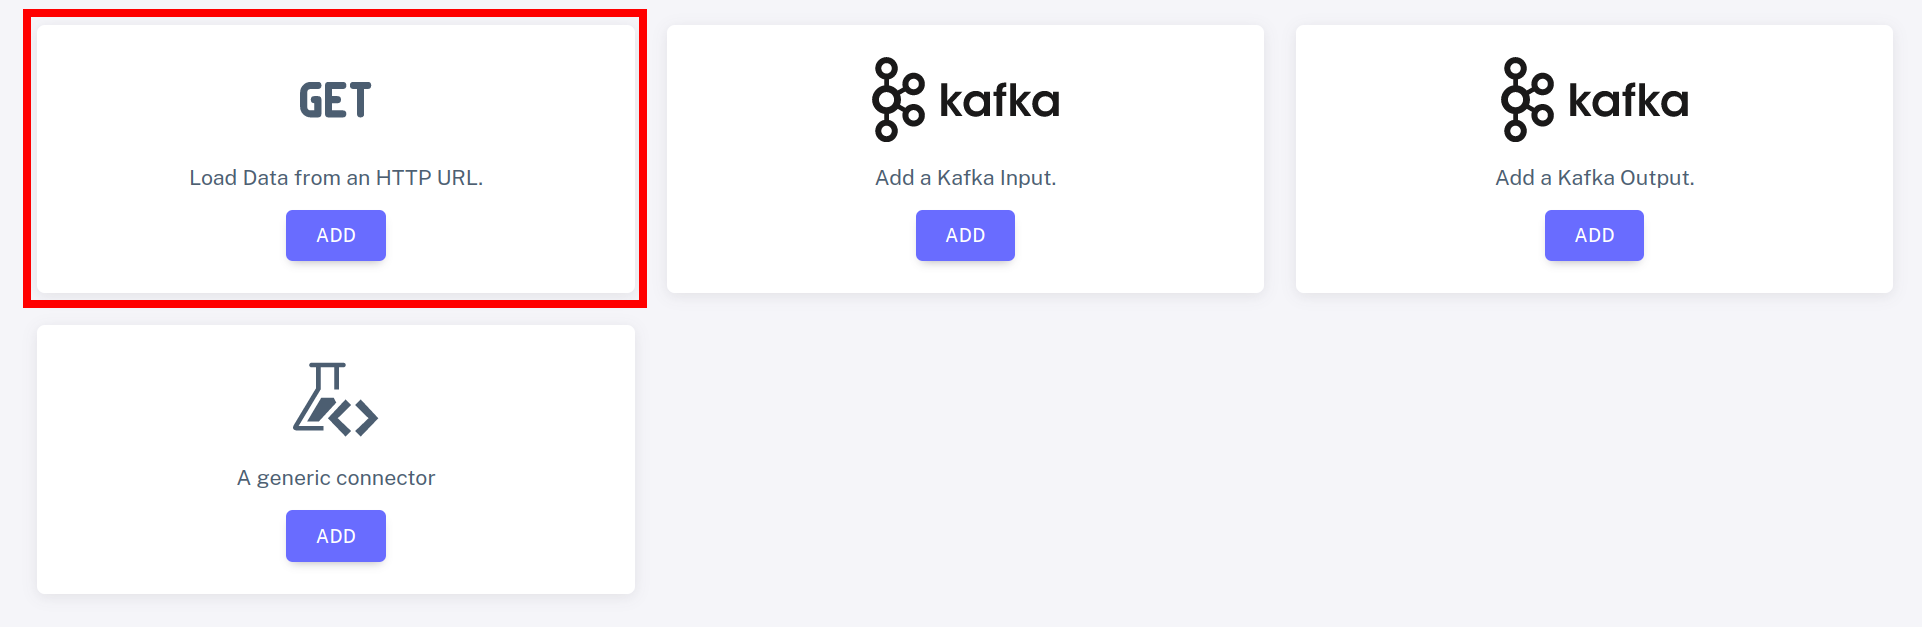 GET
Load Data from an HTTP URL.
ADD
kafka
Add a Kafka Input.
ADD
kafka
Add a Kafka Output.
ADD
A generic connector
ADD